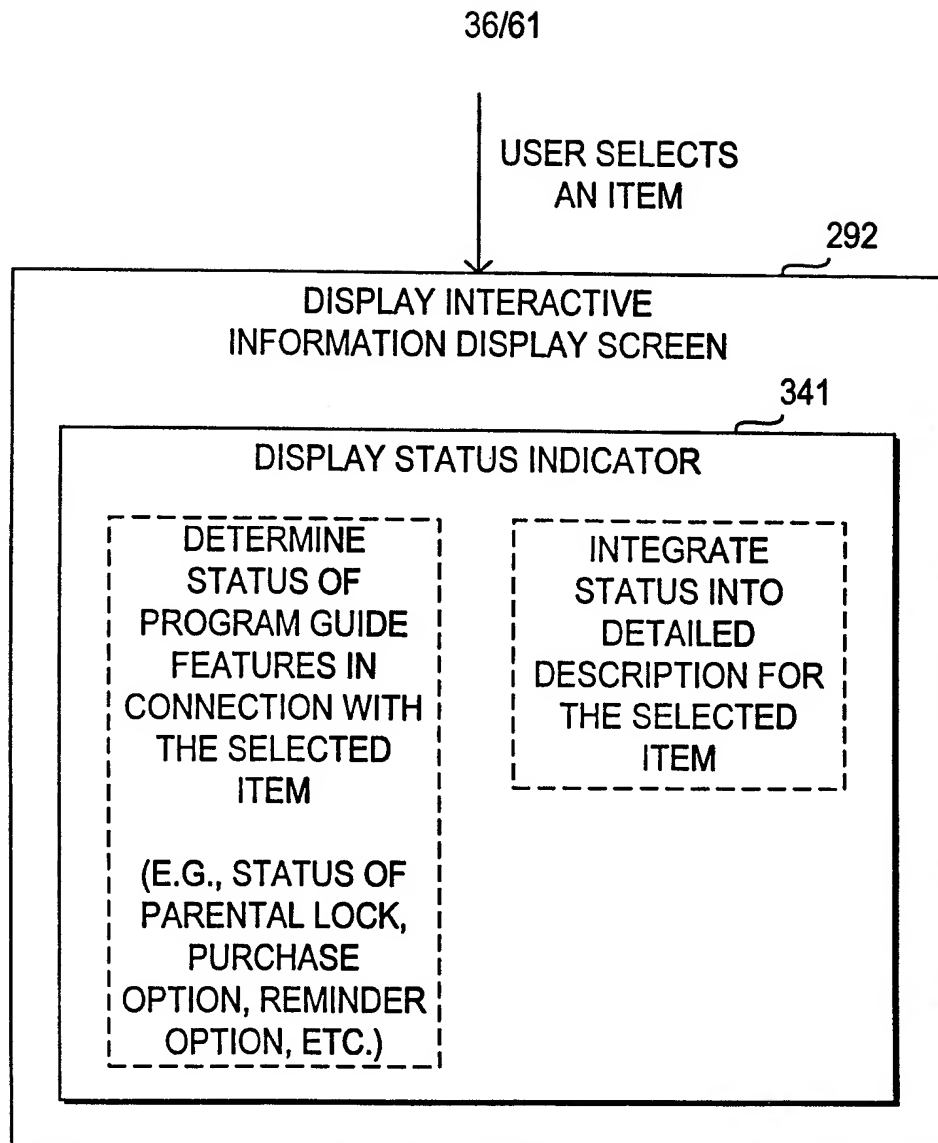 36/61
USER SELECTS
AN ITEM
292
DISPLAY INTERACTIVE
INFORMATION DISPLAY SCREEN
341
DISPLAY STATUS INDICATOR
DETERMINE
STATUS OF
PROGRAM GUIDE
FEATURES IN
CONNECTION WITH
THE SELECTED
ITEM
(E.G., STATUS OF
PARENTAL LOCK,
PURCHASE
OPTION, REMINDER
OPTION, ETC.)
INTEGRATE
STATUS INTO
DETAILED
DESCRIPTION FOR
THE SELECTED
ITEM